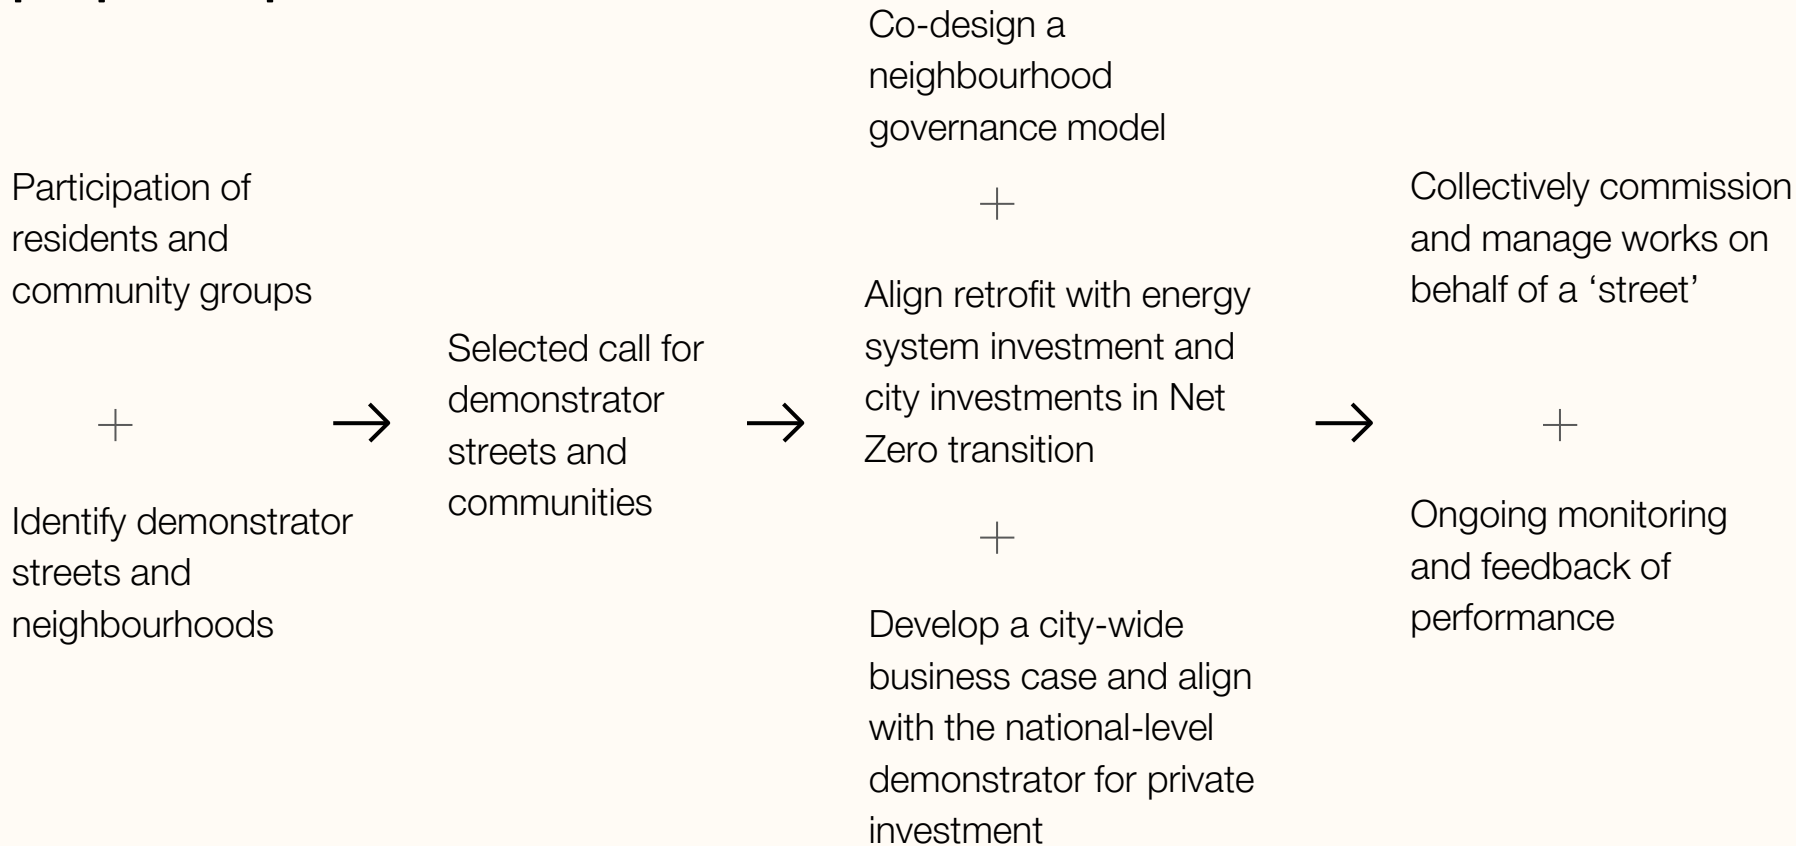 Participation of
residents and
community groups
+
Identify demonstrator
streets and
neighbourhoods
→
Selected call for
demonstrator
streets and
communities
→
Co-design a
neighbourhood
governance model
+
Align retrofit with energy
system investment and
city investments in Net
Zero transition
+
Develop a city-wide
business case and align
with the national-level
demonstrator for private
investment
→
Collectively commission
and manage works on
behalf of a ‘street’
+
Ongoing monitoring
and feedback of
performance